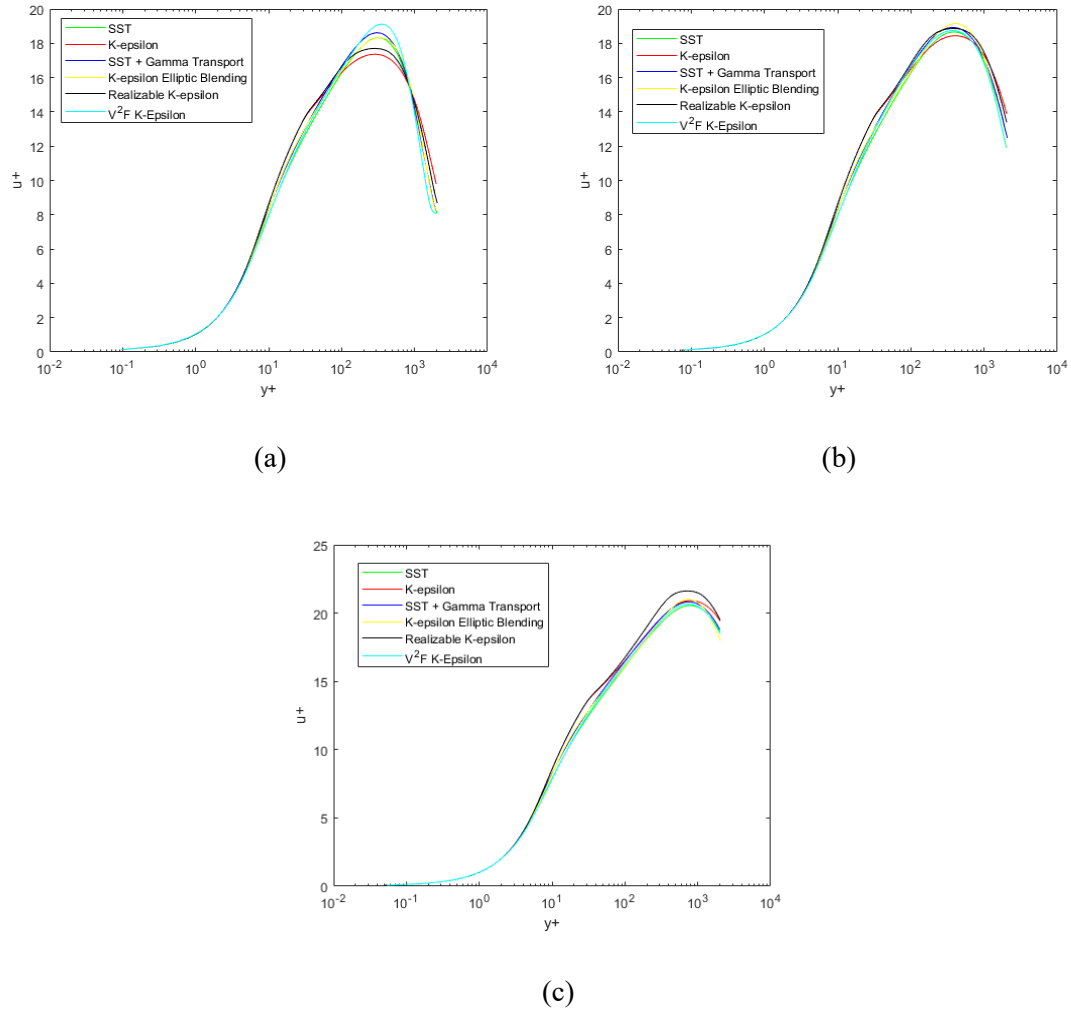 20
18
16
14
12
10
8
6
4
2
0
u+
SST
K-epsilon
SST + Gamma Transport
K-epsilon Elliptic Blending
Realizable K-epsilon
V²F K-Epsilon
10⁻² 10⁻¹ 10⁰ 10¹ 10² 10³ 10⁴
y+
(a)
20
18
16
14
12
10
8
6
4
2
0
u+
SST
K-epsilon
SST + Gamma Transport
K-epsilon Elliptic Blending
Realizable K-epsilon
V²F K-Epsilon
10⁻² 10⁻¹ 10⁰ 10¹ 10² 10³ 10⁴
y+
(b)
25
20
15
10
5
0
u+
SST
K-epsilon
SST + Gamma Transport
K-epsilon Elliptic Blending
Realizable K-epsilon
V²F K-Epsilon
10⁻² 10⁻¹ 10⁰ 10¹ 10² 10³ 10⁴
y+
(c)